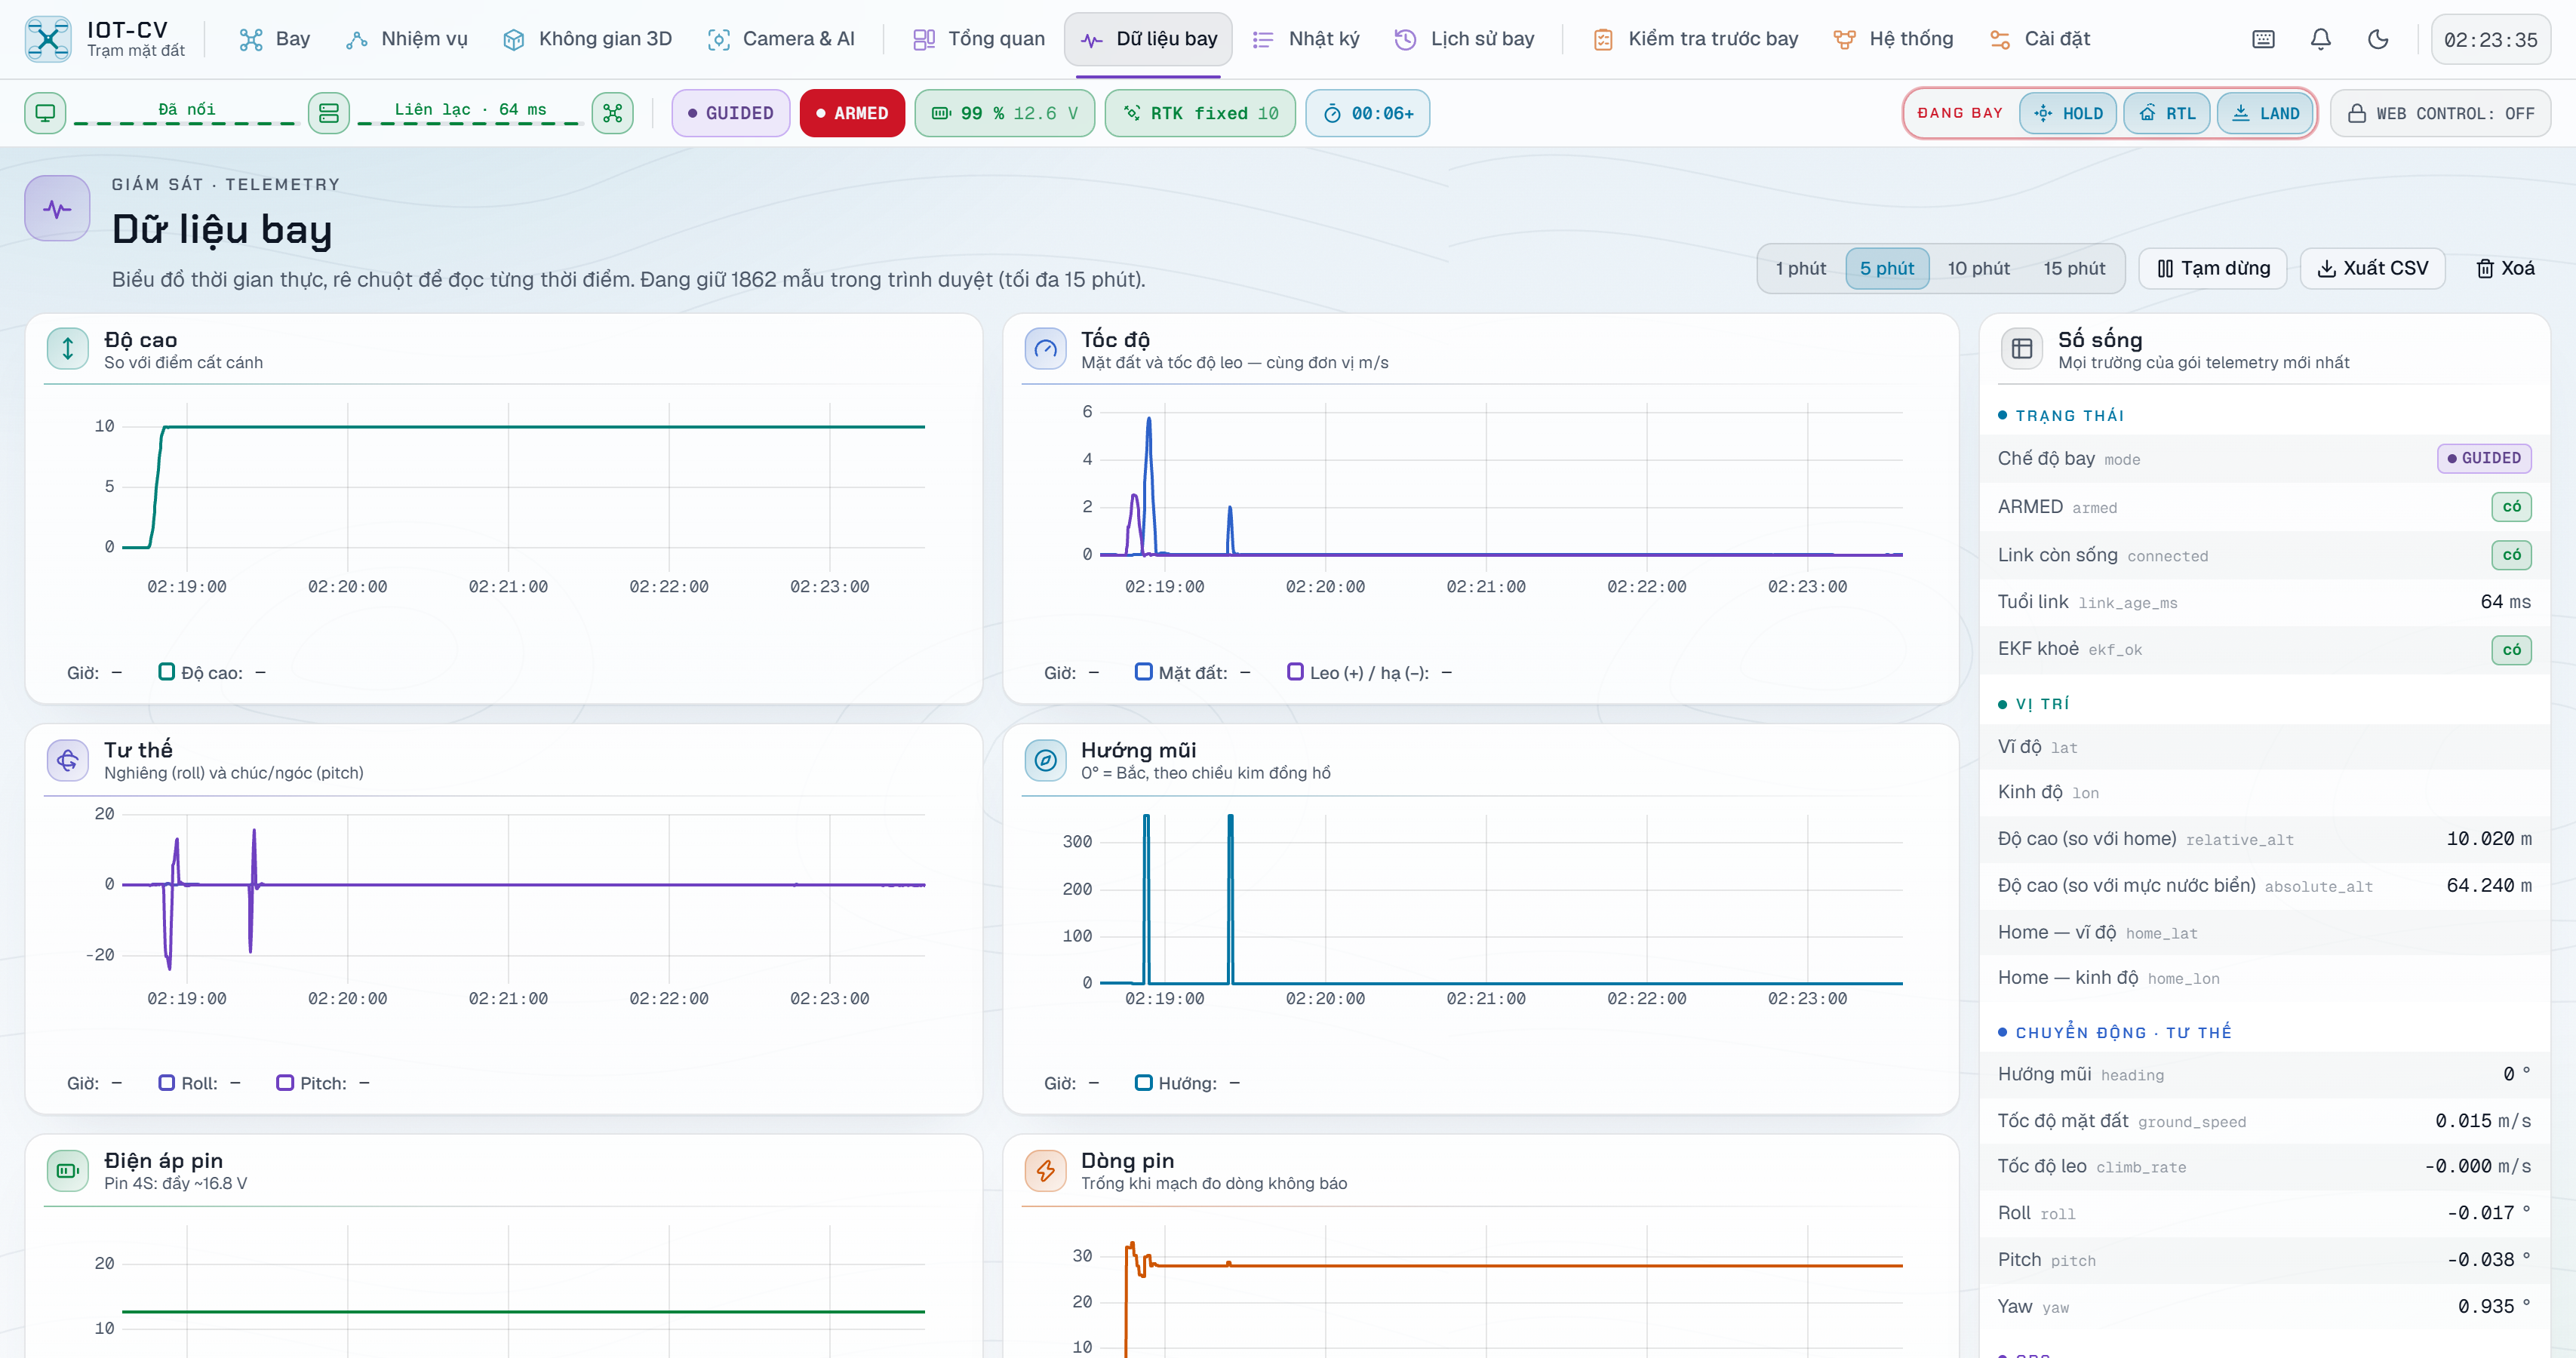 IOT-CV
Trạm mặt đất
Bay
Nhiệm vụ
Không gian 3D
Camera & AI
Tổng quan
Dữ liệu bay
Nhật ký
Lịch sử bay
Kiểm tra trước bay
Hệ thống
Cài đặt
02:23:35
Đã nối
Liên lạc · 64 ms
GUIDED
ARMED
99 % 12.6 V
RTK fixed 10
00:06+
ĐANG BAY
HOLD
RTL
LAND
WEB CONTROL: OFF
GIÁM SÁT · TELEMETRY
Dữ liệu bay
Biểu đồ thời gian thực, rê chuột để đọc từng thời điểm. Đang giữ 1862 mẫu trong trình duyệt (tối đa 15 phút).
1 phút
5 phút
10 phút
15 phút
Tạm dừng
Xuất CSV
Xoá
Độ cao
So với điểm cất cánh
10
5
0
02:19:00 02:20:00 02:21:00 02:22:00 02:23:00
Giờ: – Độ cao: –
Tốc độ
Mặt đất và tốc độ leo — cùng đơn vị m/s
6
4
2
0
02:19:00 02:20:00 02:21:00 02:22:00 02:23:00
Giờ: – Mặt đất: – Leo (+) / hạ (−): –
Tư thế
Nghiêng (roll) và chúc/ngóc (pitch)
20
0
-20
02:19:00 02:20:00 02:21:00 02:22:00 02:23:00
Giờ: – Roll: – Pitch: –
Hướng mũi
0° = Bắc, theo chiều kim đồng hồ
300
200
100
0
02:19:00 02:20:00 02:21:00 02:22:00 02:23:00
Giờ: – Hướng: –
Điện áp pin
Pin 4S: đầy ~16.8 V
20
10
Dòng pin
Trống khi mạch đo dòng không báo
30
20
10
Số sống
Mọi trường của gói telemetry mới nhất
TRẠNG THÁI
Chế độ bay mode GUIDED
ARMED armed có
Link còn sống connected có
Tuổi link link_age_ms 64 ms
EKF khoẻ ekf_ok có
VỊ TRÍ
Vĩ độ lat
Kinh độ lon
Độ cao (so với home) relative_alt 10.020 m
Độ cao (so với mực nước biển) absolute_alt 64.240 m
Home — vĩ độ home_lat
Home — kinh độ home_lon
CHUYỂN ĐỘNG · TƯ THẾ
Hướng mũi heading 0 °
Tốc độ mặt đất ground_speed 0.015 m/s
Tốc độ leo climb_rate -0.000 m/s
Roll roll -0.017 °
Pitch pitch -0.038 °
Yaw yaw 0.935 °